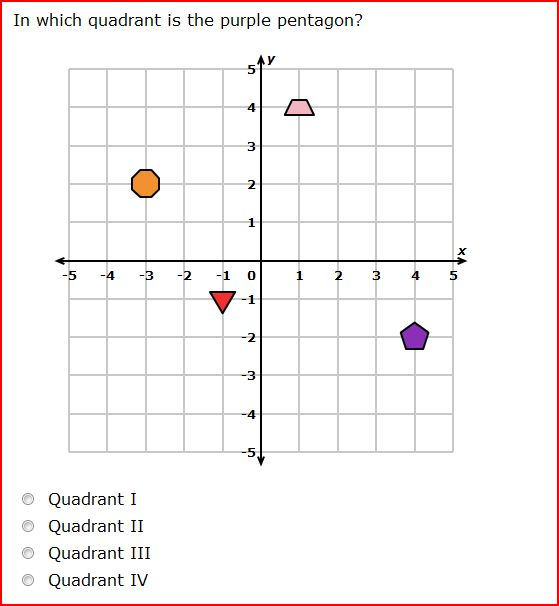 In which quadrant is the purple pentagon?
y
5
4
3
2
1
x
-5 -4 -3 -2 -1 0 1 2 3 4 5
-1
-2
-3
-4
-5
Quadrant I
Quadrant II
Quadrant III
Quadrant IV